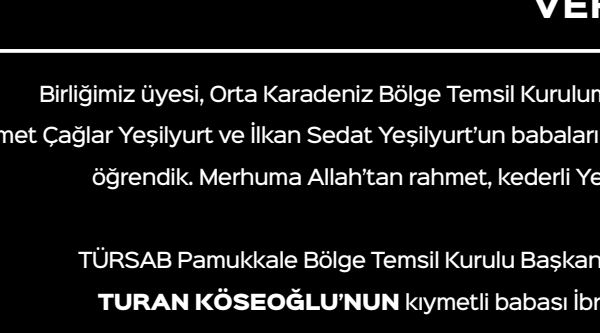 VEF
Birliğimiz üyesi, Orta Karadeniz Bölge Temsil Kurulum
met Çağlar Yeşilyurt ve İlkan Sedat Yeşilyurt'un babaları
öğrendik. Merhuma Allah'tan rahmet, kederli Ye
TÜRSAB Pamukkale Bölge Temsil Kurulu Başkan
TURAN KÖSEOĞLU'NUN kıymetli babası İbr